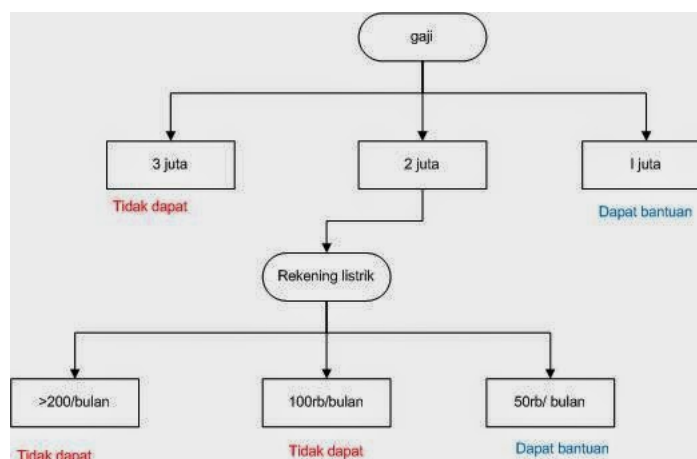 gaji
3 juta
2 juta
I juta
Tidak dapat
Dapat bantuan
Rekening listrik
>200/bulan
100rb/bulan
50rb/ bulan
Tidak dapat
Tidak dapat
Dapat bantuan